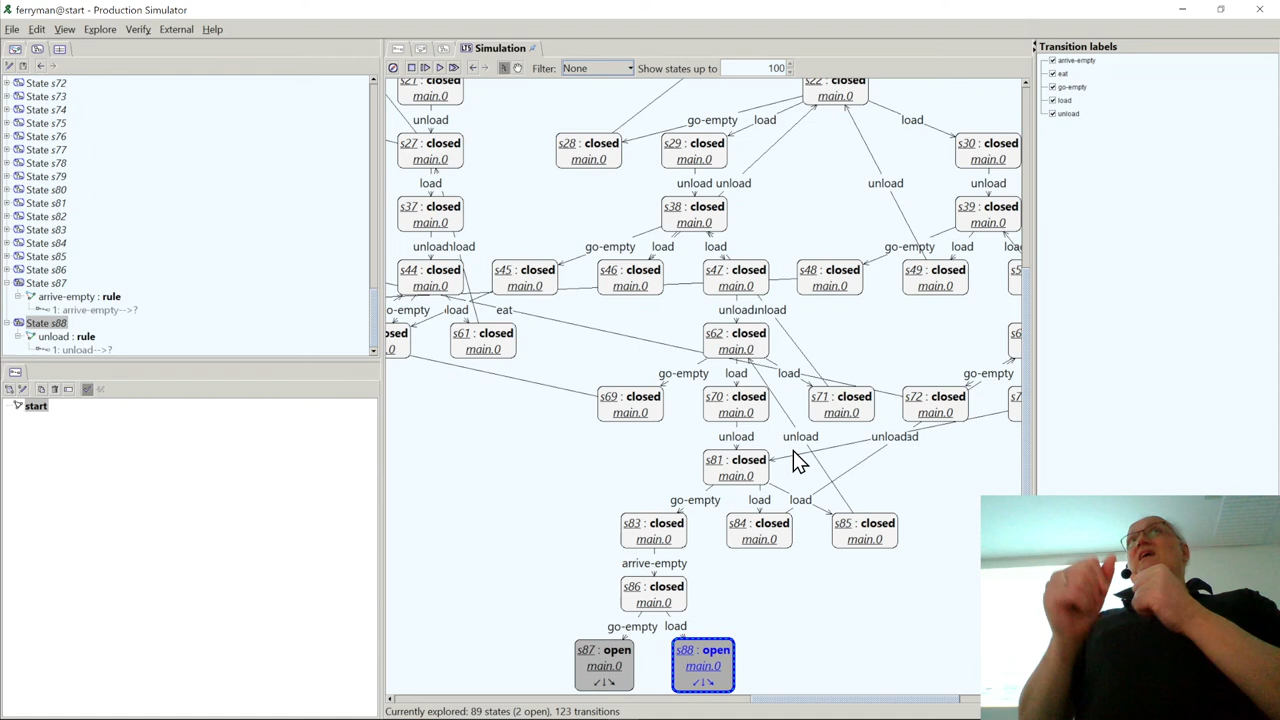 ferryman@start - Production Simulator
File Edit View Explore Verify External Help
State s72
State s73
State s74
State s75
State s76
State s77
State s78
State s79
State s80
State s81
State s82
State s83
State s84
State s85
State s86
State s87
arrive-empty : rule
1: arrive-empty-->?
State s88
unload : rule
1: unload-->?
start
LTS Simulation
Filter: None Show states up to 100
s21 : closed
main.0
s22 : closed
main.0
unload
go-empty
load
load
s27 : closed
main.0
s28 : closed
main.0
s29 : closed
main.0
s30 : closed
main.0
load
unload
unload
unload
unload
s37 : closed
main.0
s38 : closed
main.0
s39 : closed
main.0
go-empty
load
load
go-empty
load
s44 : closed
main.0
s45 : closed
main.0
s46 : closed
main.0
s47 : closed
main.0
s48 : closed
main.0
s49 : closed
main.0
load
eat
s61 : closed
main.0
s62 : closed
main.0
go-empty
load
load
go-empty
s69 : closed
main.0
s70 : closed
main.0
s71 : closed
main.0
s72 : closed
main.0
unload
unload
s81 : closed
main.0
go-empty
load
load
s83 : closed
main.0
s84 : closed
main.0
s85 : closed
main.0
arrive-empty
s86 : closed
main.0
go-empty
load
s87 : open
main.0
s88 : open
main.0
Transition labels
arrive-empty
eat
go-empty
load
unload
Currently explored: 89 states (2 open), 123 transitions